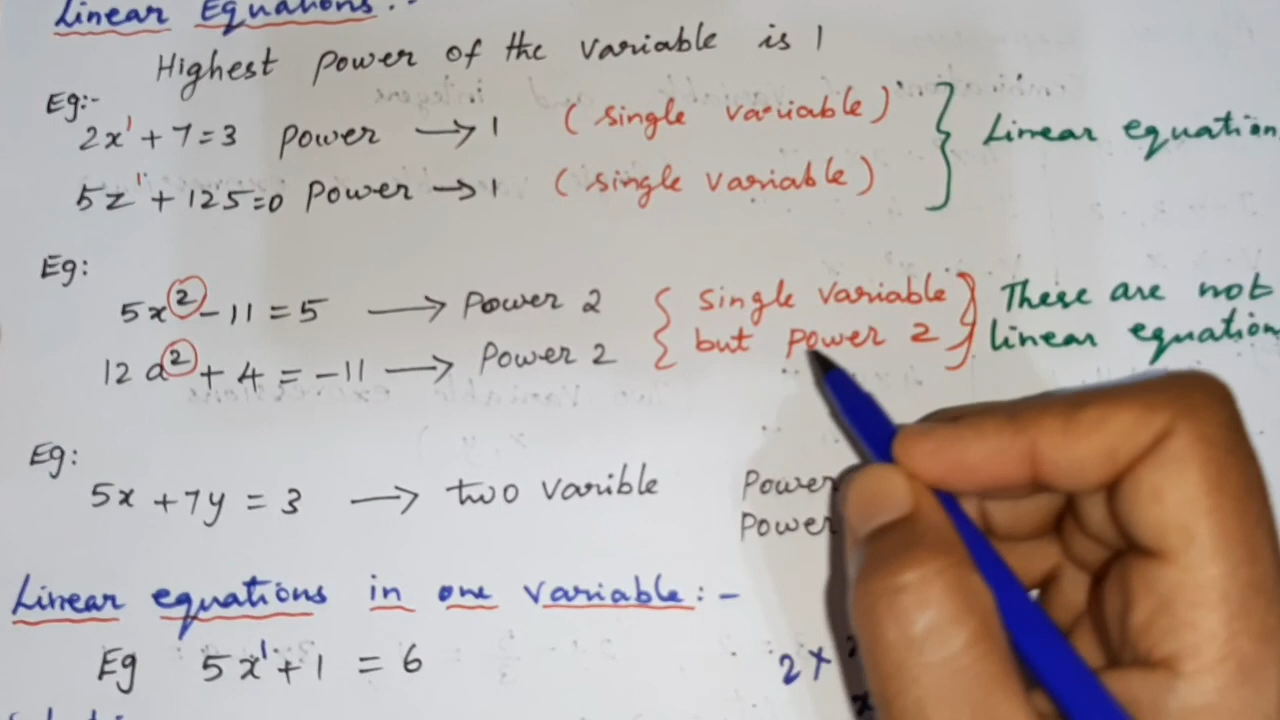 Linear Equations:-
Highest power of the variable is 1
Eg:-
2x¹ + 7 = 3 power → 1 (single variable)
5z¹ + 125 = 0 power → 1 (single variable)
Linear equation
Eg:
5x² - 11 = 5 → power 2
12a² + 4 = -11 → power 2
{ single variable
but power 2 }
These are not
linear equation
Eg:
5x + 7y = 3 → two varible
Power
Power
Linear equations in one variable:-
Eg 5x¹ + 1 = 6